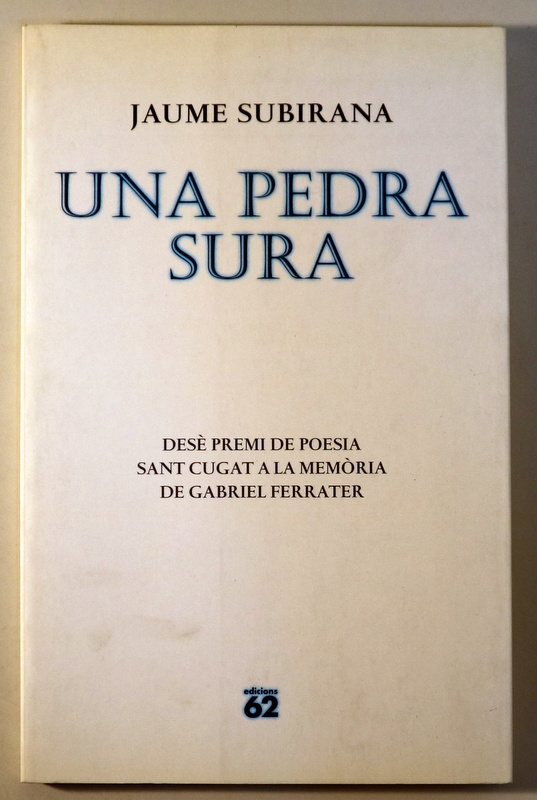 JAUME SUBIRANA
UNA PEDRA
SURA
DESÈ PREMI DE POESIA
SANT CUGAT A LA MEMÒRIA
DE GABRIEL FERRATER
edicions
62